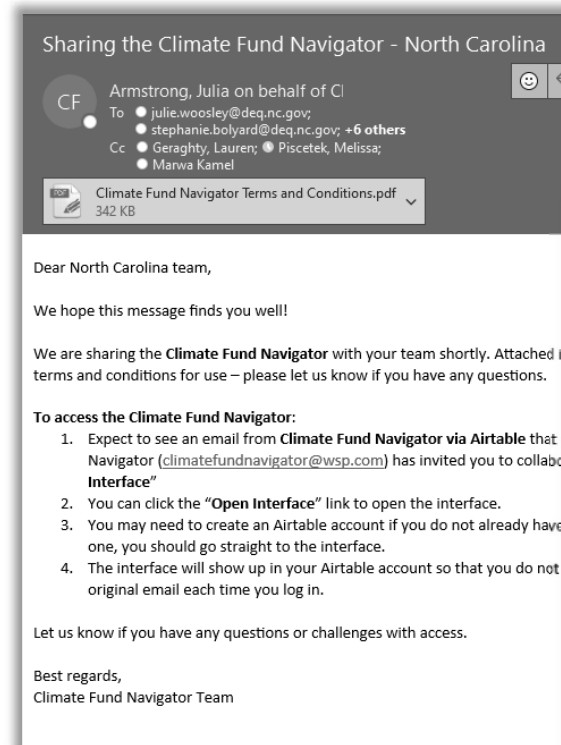 Sharing the Climate Fund Navigator - North Carolina
CF
Armstrong, Julia on behalf of Cl
To julie.woosley@deq.nc.gov;
stephanie.bolyard@deq.nc.gov; +6 others
Cc Geraghty, Lauren; Piscetek, Melissa;
Marwa Kamel
PDF
Climate Fund Navigator Terms and Conditions.pdf
342 KB
Dear North Carolina team,
We hope this message finds you well!
We are sharing the Climate Fund Navigator with your team shortly. Attached
terms and conditions for use – please let us know if you have any questions.
To access the Climate Fund Navigator:
1. Expect to see an email from Climate Fund Navigator via Airtable that
Navigator (climatefundnavigator@wsp.com) has invited you to collabo
Interface”
2. You can click the “Open Interface” link to open the interface.
3. You may need to create an Airtable account if you do not already have
one, you should go straight to the interface.
4. The interface will show up in your Airtable account so that you do not
original email each time you log in.
Let us know if you have any questions or challenges with access.
Best regards,
Climate Fund Navigator Team